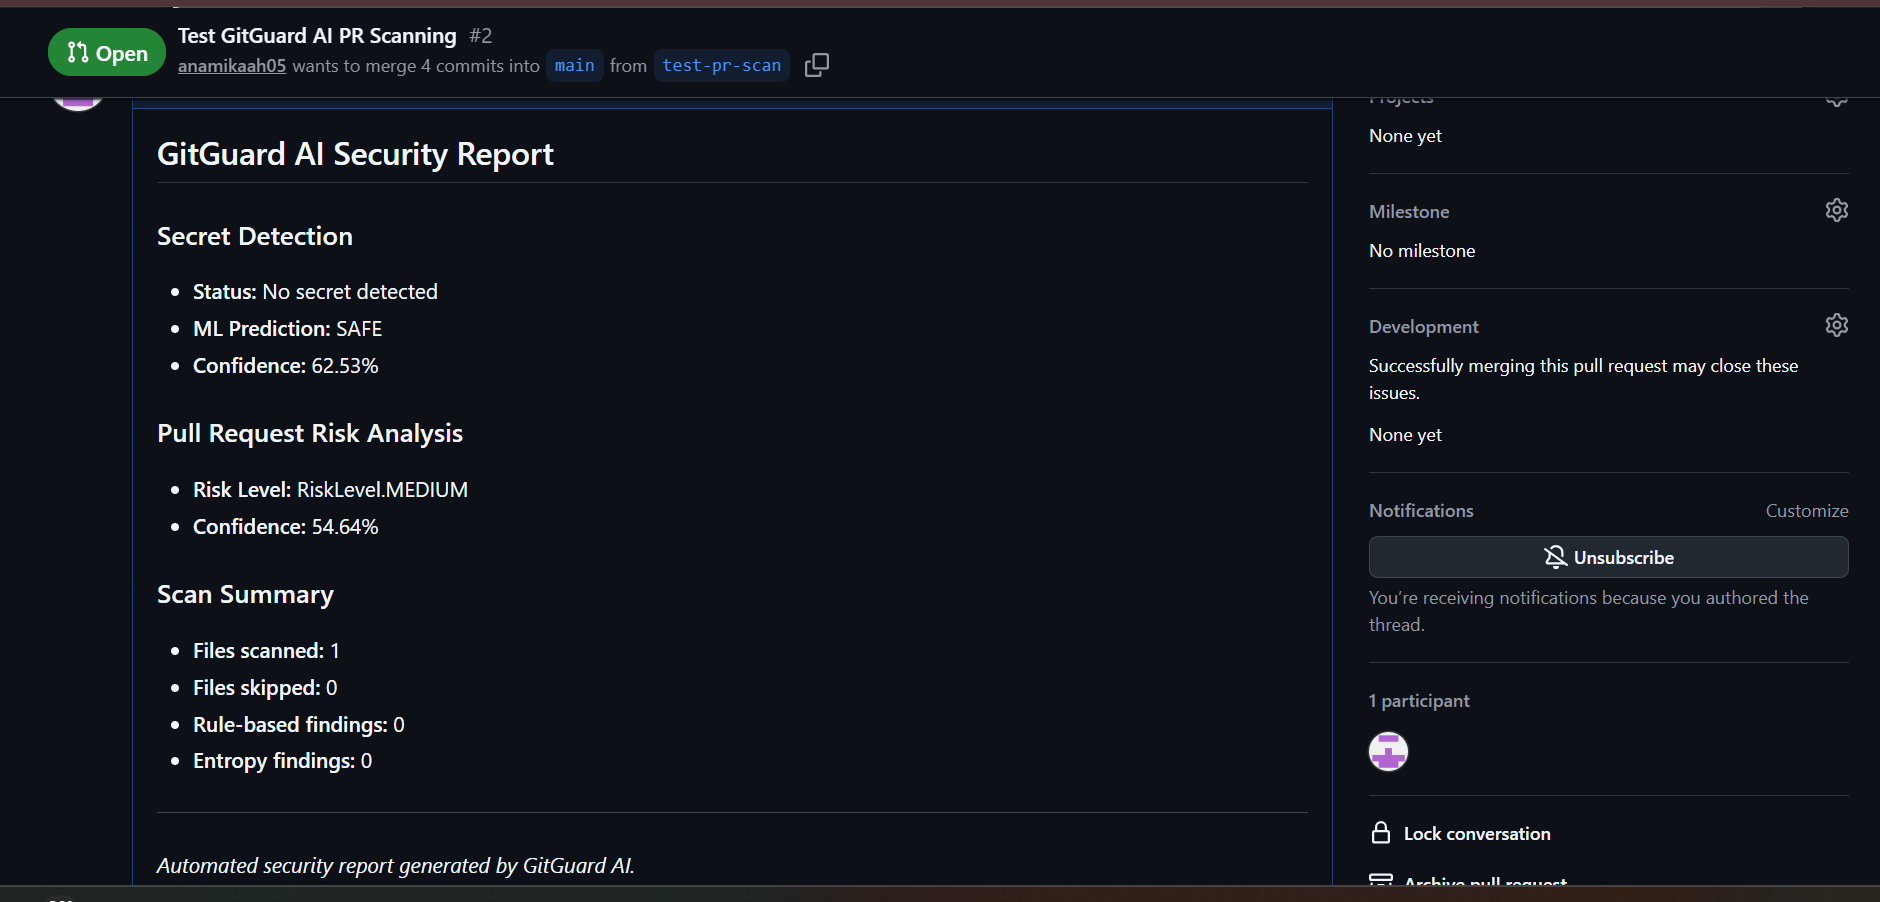 Open
Test GitGuard AI PR Scanning #2
anamikaah05 wants to merge 4 commits into main from test-pr-scan
GitGuard AI Security Report
Secret Detection
Status: No secret detected
ML Prediction: SAFE
Confidence: 62.53%
Pull Request Risk Analysis
Risk Level: RiskLevel.MEDIUM
Confidence: 54.64%
Scan Summary
Files scanned: 1
Files skipped: 0
Rule-based findings: 0
Entropy findings: 0
Automated security report generated by GitGuard AI.
Projects
None yet
Milestone
No milestone
Development
Successfully merging this pull request may close these
issues.
None yet
Notifications
Customize
Unsubscribe
You’re receiving notifications because you authored the
thread.
1 participant
Lock conversation
Archive pull request